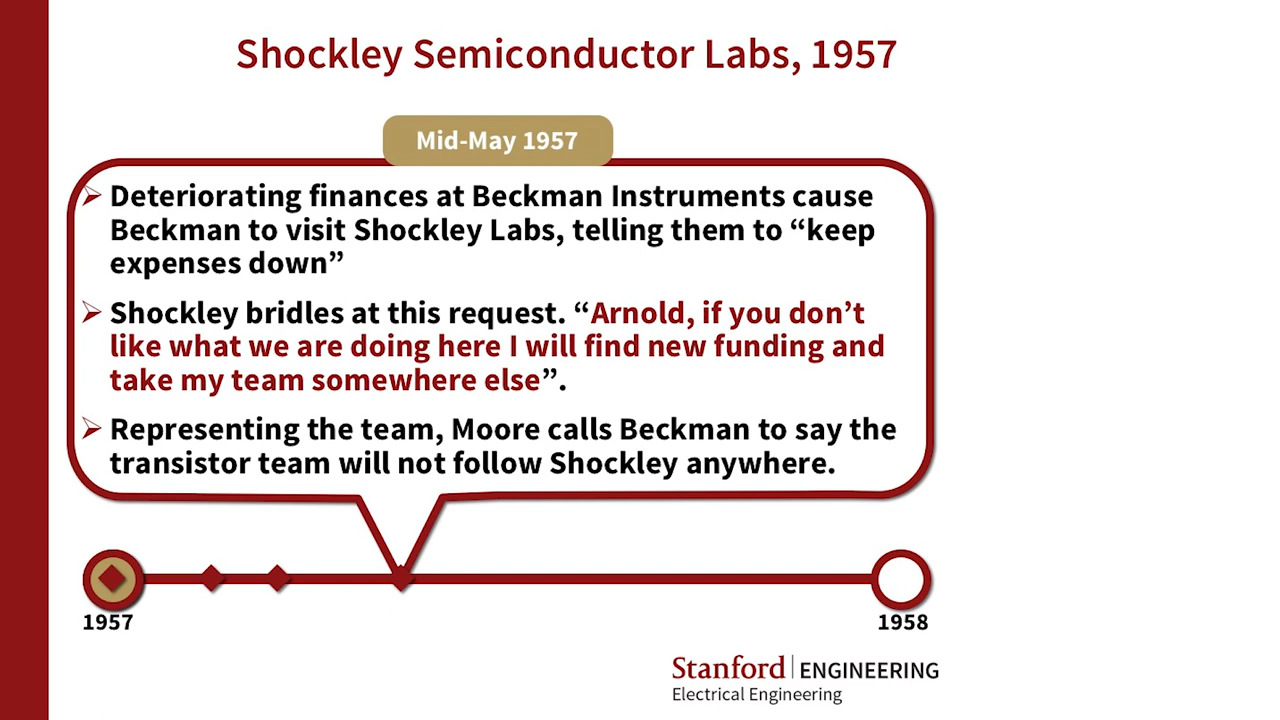 Shockley Semiconductor Labs, 1957
Mid-May 1957
Deteriorating finances at Beckman Instruments cause
Beckman to visit Shockley Labs, telling them to “keep
expenses down”
Shockley bridles at this request. “Arnold, if you don’t
like what we are doing here I will find new funding and
take my team somewhere else”.
Representing the team, Moore calls Beckman to say the
transistor team will not follow Shockley anywhere.
1957
1958
Stanford ENGINEERING
Electrical Engineering